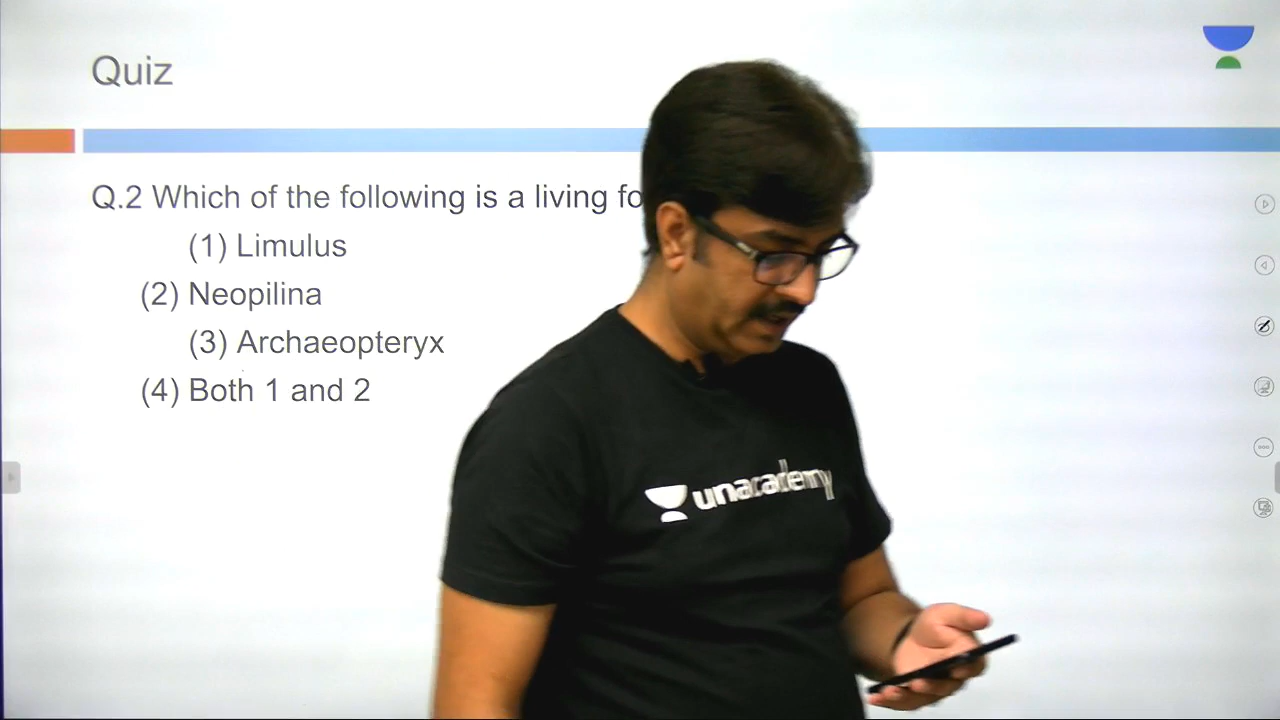 Quiz
Q.2 Which of the following is a living
(1) Limulus
(2) Neopilina
(3) Archaeopteryx
(4) Both 1 and 2
unacademy